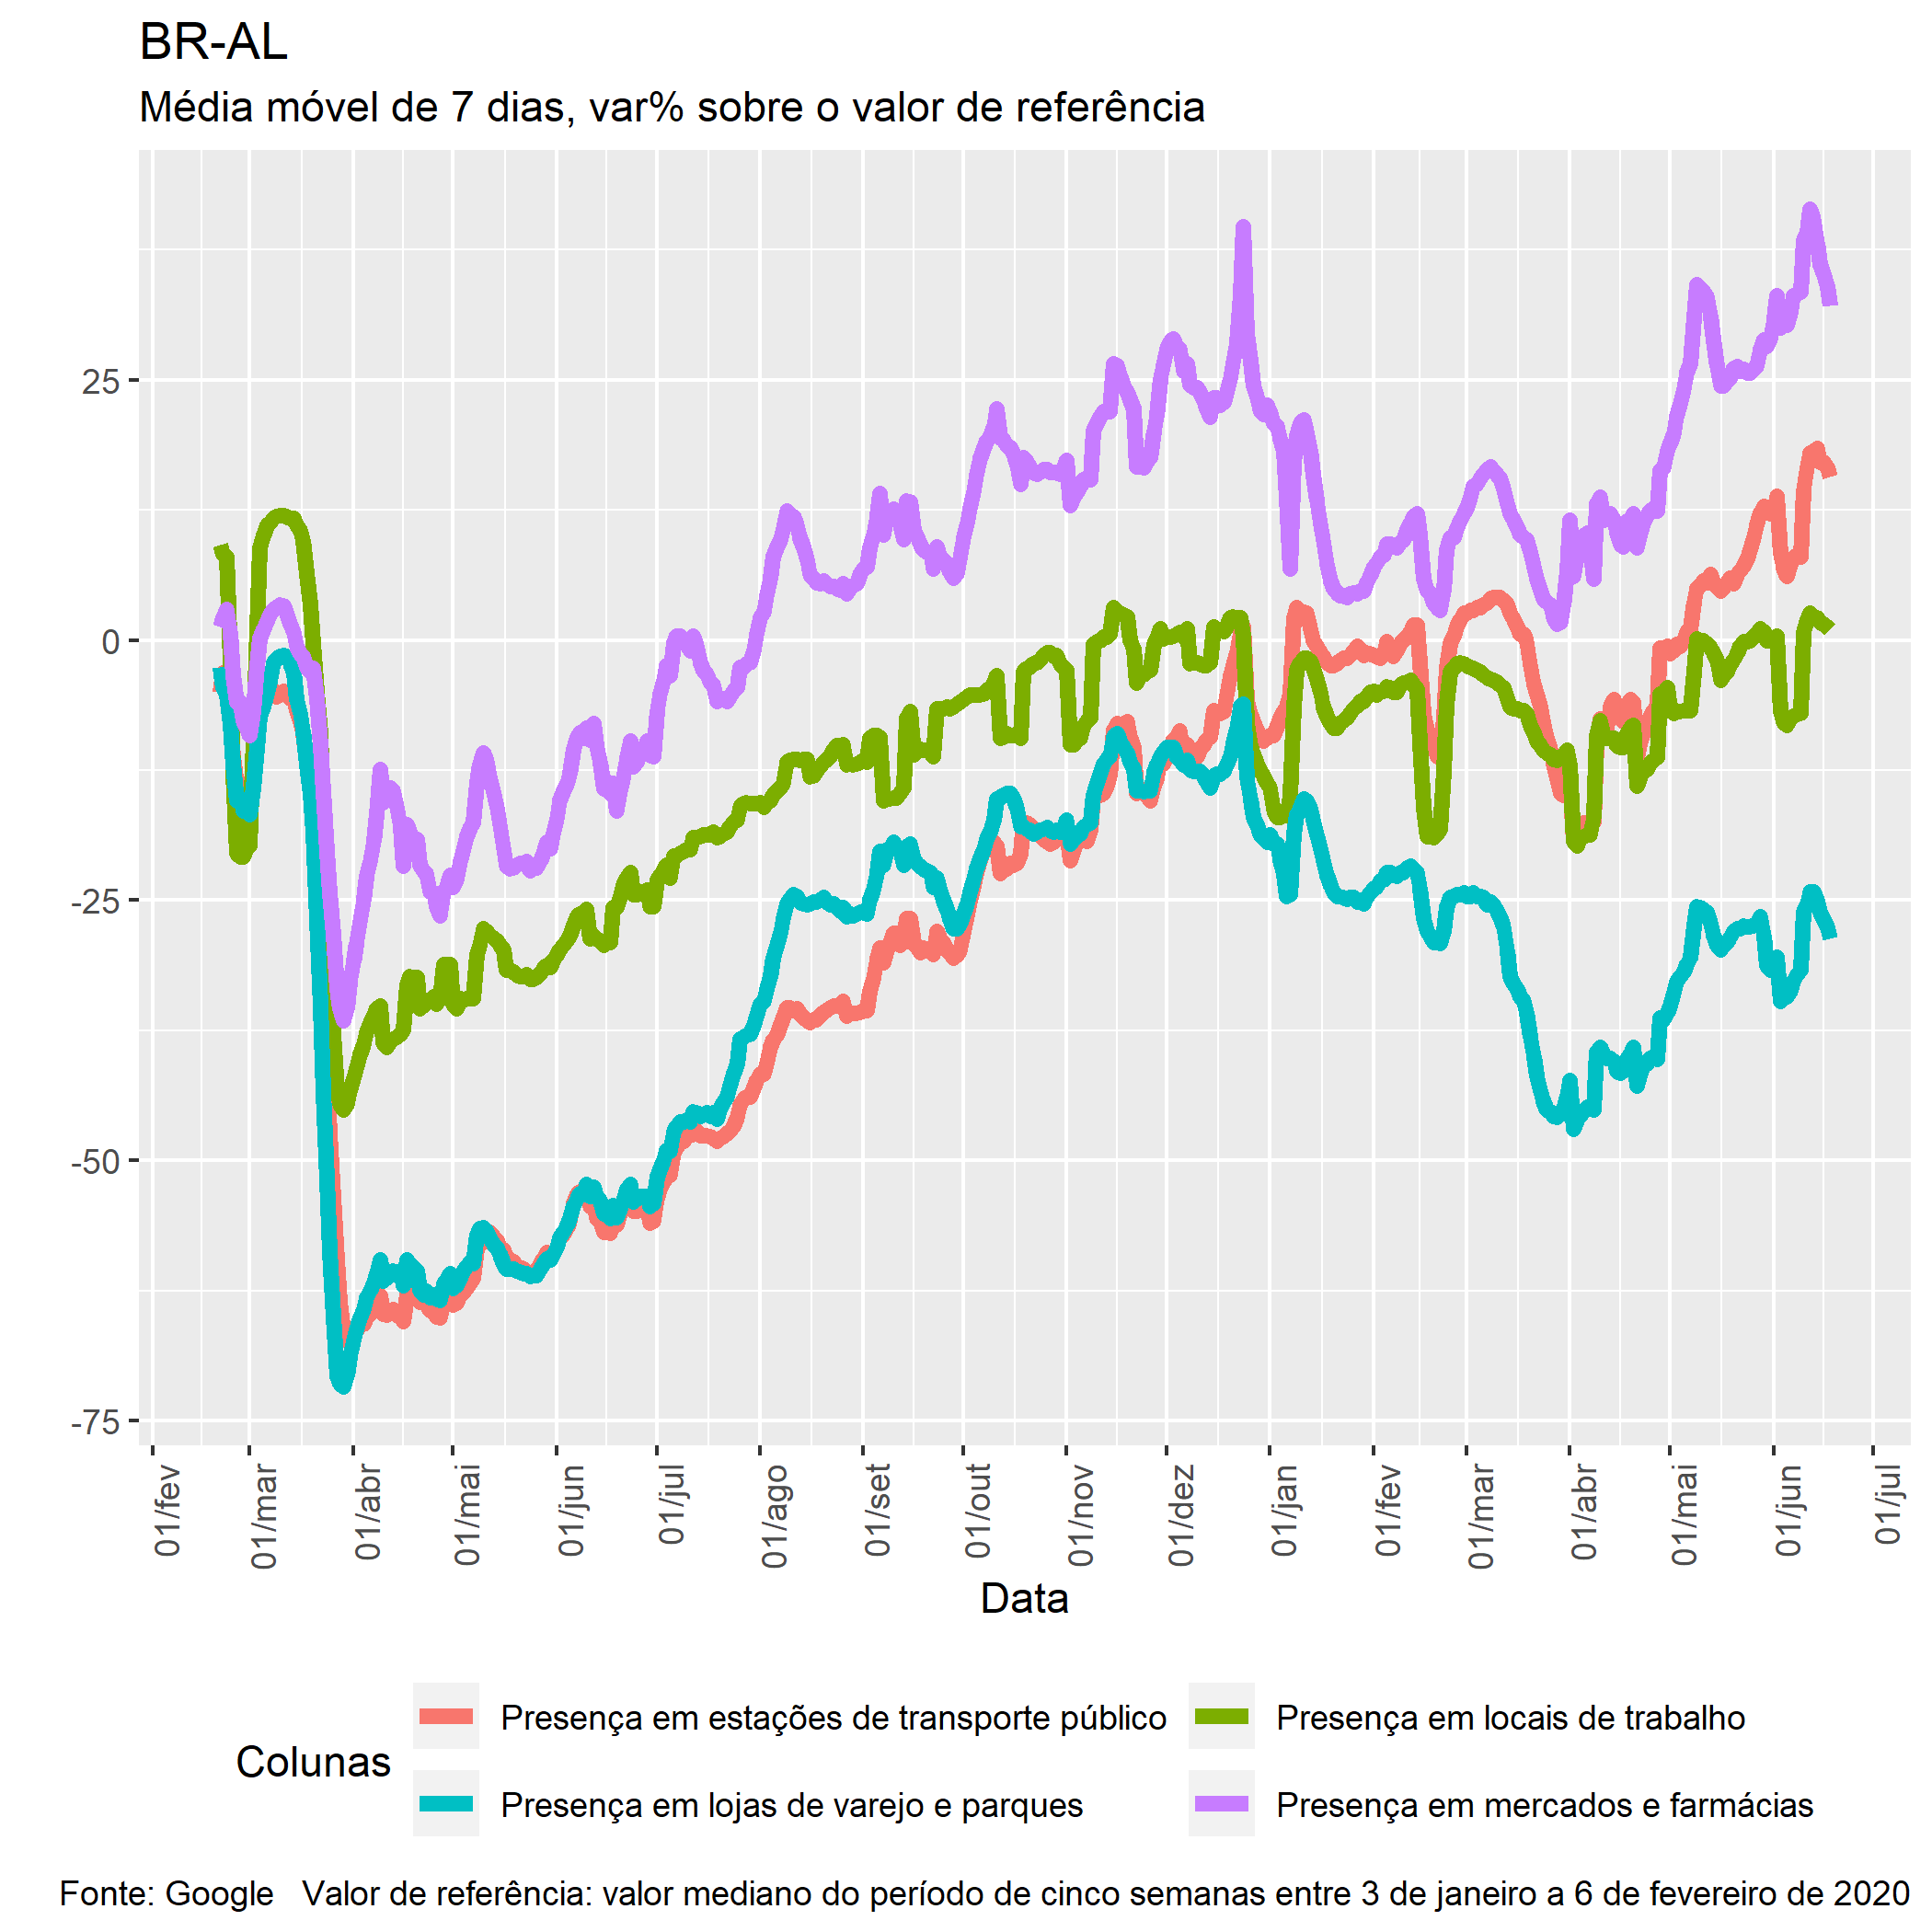 BR-AL
Média móvel de 7 dias, var% sobre o valor de referência
25
0
-25
-50
-75
01/fev
01/mar
01/abr
01/mai
01/jun
01/jul
01/ago
01/set
01/out
01/nov
01/dez
01/jan
01/fev
01/mar
01/abr
01/mai
01/jun
01/jul
Data
Colunas
Presença em estações de transporte público
Presença em locais de trabalho
Presença em lojas de varejo e parques
Presença em mercados e farmácias
Fonte: Google   Valor de referência: valor mediano do período de cinco semanas entre 3 de janeiro a 6 de fevereiro de 2020